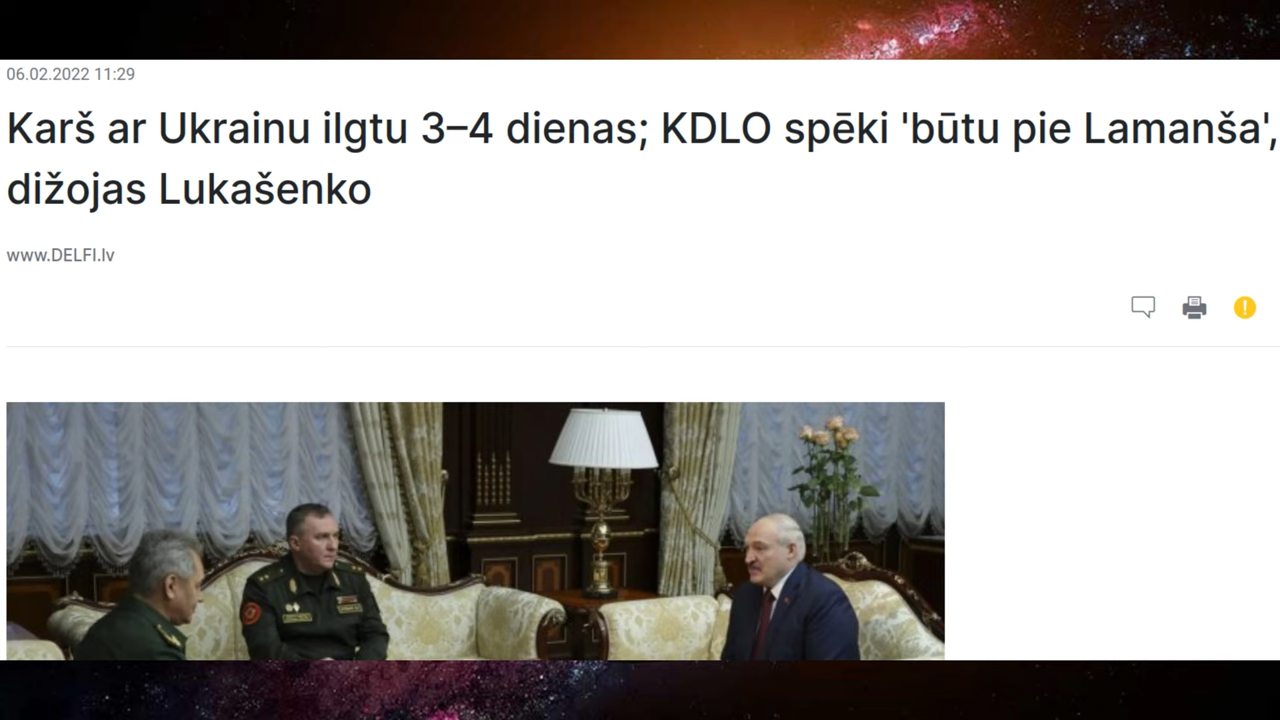 06.02.2022 11:29
Karš ar Ukrainu ilgtu 3–4 dienas; KDLO spēki 'būtu pie Lamanša',
dižojas Lukašenko
www.DELFI.lv